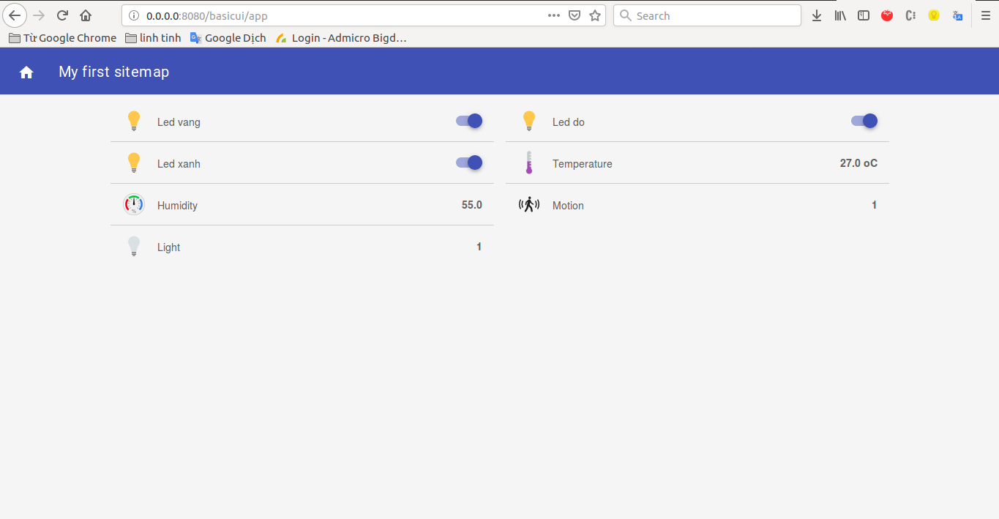 0.0.0.0:8080/basicui/app
Search
Từ Google Chrome linh tinh Google Dịch Login - Admicro Bigd…
My first sitemap
Led vang
Led do
Led xanh
Temperature 27.0 oC
Humidity 55.0
Motion 1
Light 1